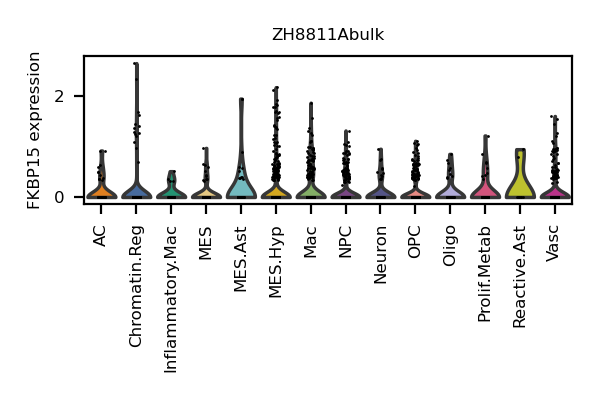 ZH8811Abulk
FKBP15 expression
2
0
AC
Chromatin.Reg
Inflammatory.Mac
MES
MES.Ast
MES.Hyp
Mac
NPC
Neuron
OPC
Oligo
Prolif.Metab
Reactive.Ast
Vasc